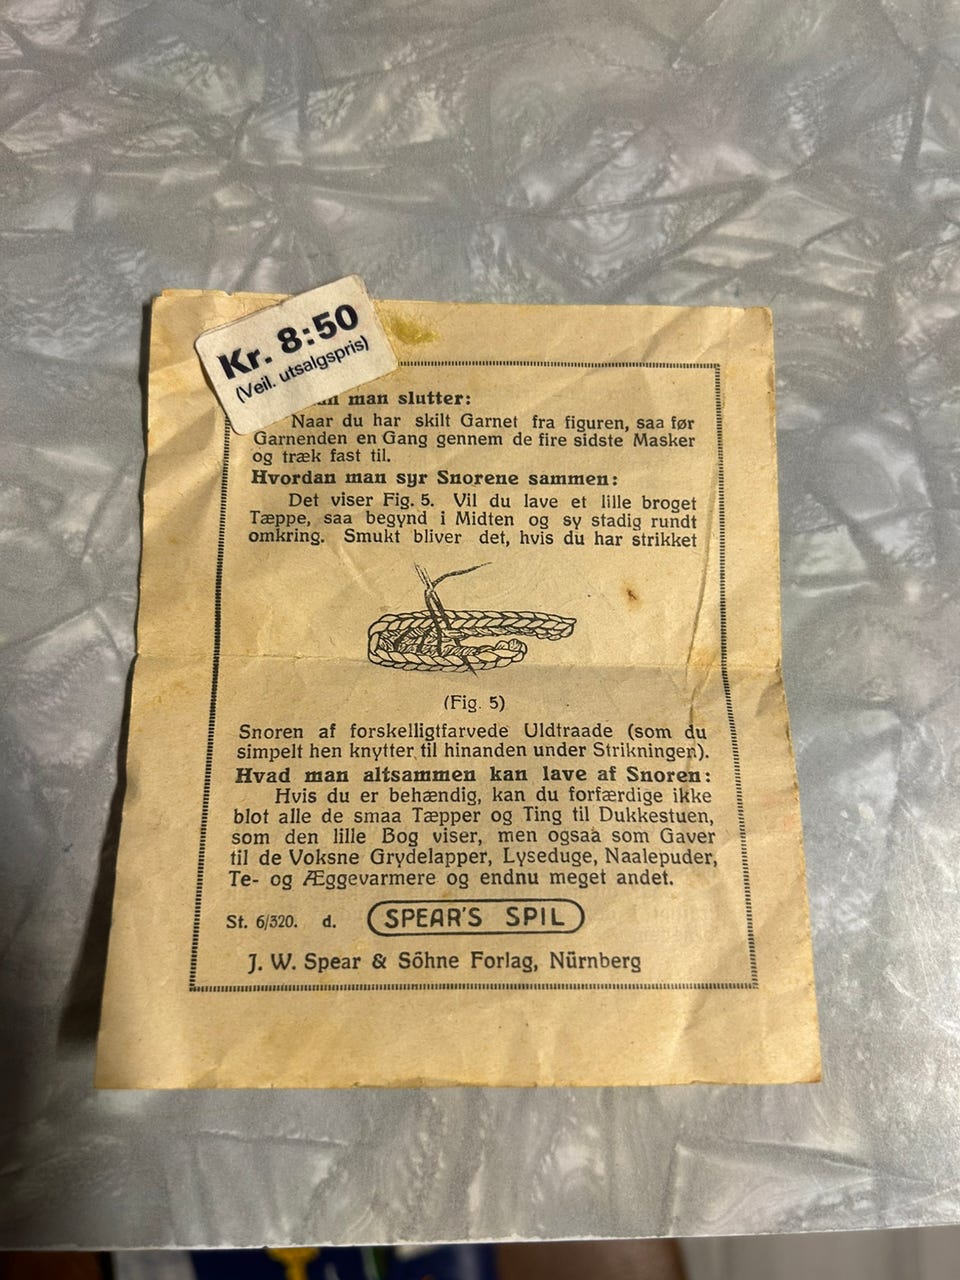 Kr. 8:50
(Veil. utsalgspris)
man slutter:
Naar du har skilt Garnet fra figuren, saa før
Garnenden en Gang gennem de fire sidste Masker
og træk fast til.
Hvordan man syr Snorene sammen:
Det viser Fig. 5. Vil du lave et lille broget
Tæppe, saa begynd i Midten og sy stadig rundt
omkring. Smukt bliver det, hvis du har strikket
(Fig. 5)
Snoren af forskelligtfarvede Uldtraade (som du
simpelt hen knytter til hinanden under Strikningen).
Hvad man altsammen kan lave af Snoren:
Hvis du er behændig, kan du forfærdige ikke
blot alle de smaa Tæpper og Ting til Dukkestuen,
som den lille Bog viser, men ogsaa som Gaver
til de Voksne Grydelapper, Lyseduge, Naalepuder,
Te- og Æggevarmere og endnu meget andet.
St. 6/320. d. SPEAR'S SPIL
J. W. Spear & Söhne Forlag, Nürnberg